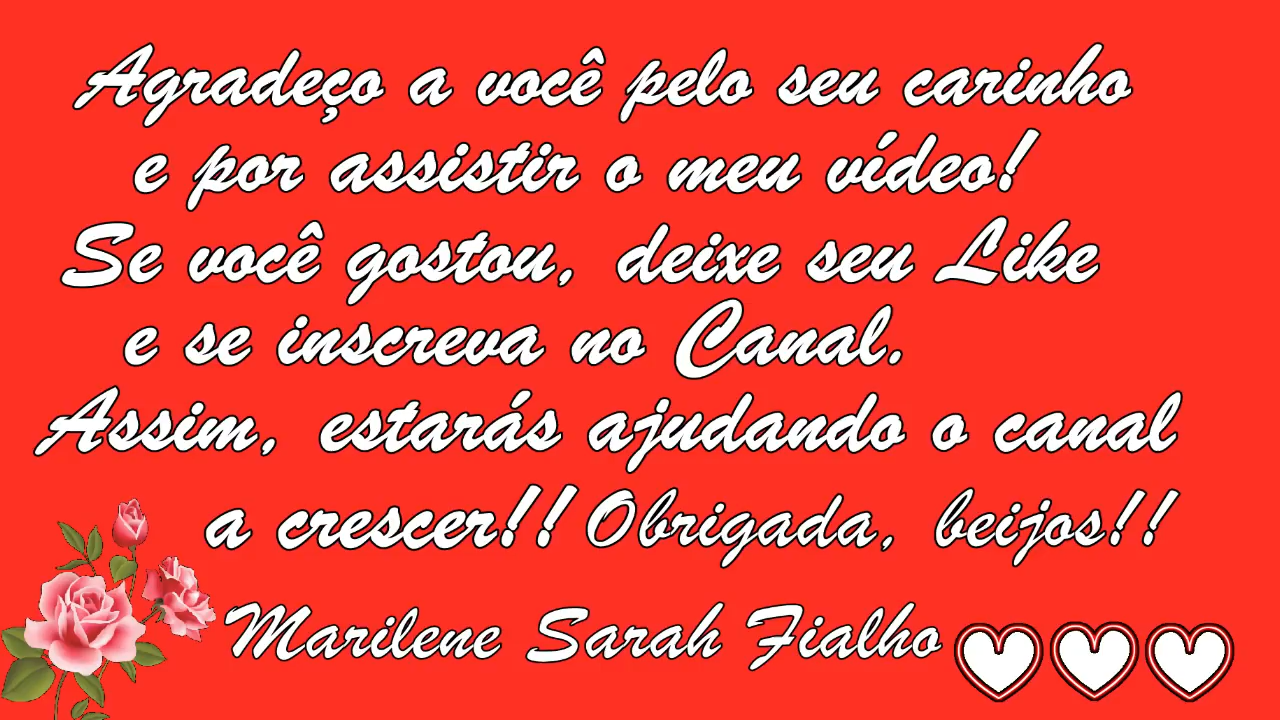 Agradeço a você pelo seu carinho
e por assistir o meu vídeo!
Se você gostou, deixe seu Like
e se inscreva no Canal.
Assim, estarás ajudando o canal
a crescer!! Obrigada, beijos!!
Marilene Sarah Fialho